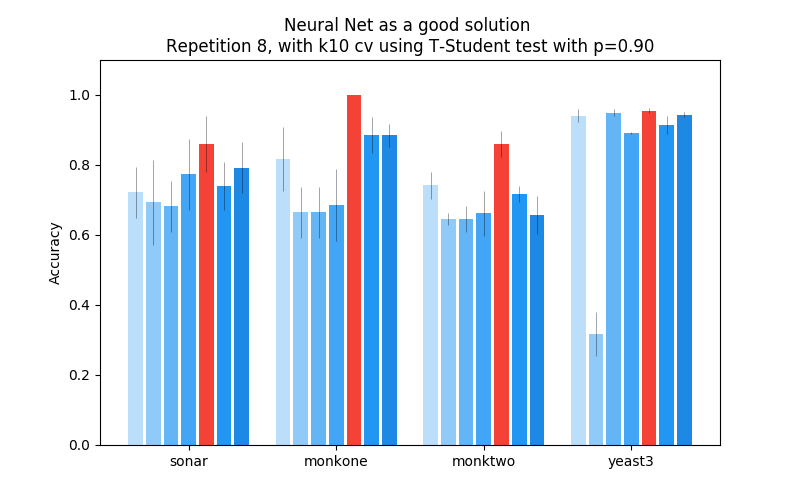 Neural Net as a good solution
Repetition 8, with k10 cv using T-Student test with p=0.90
1.0
0.8
0.6
0.4
0.2
0.0
Accuracy
sonar monkone monktwo yeast3